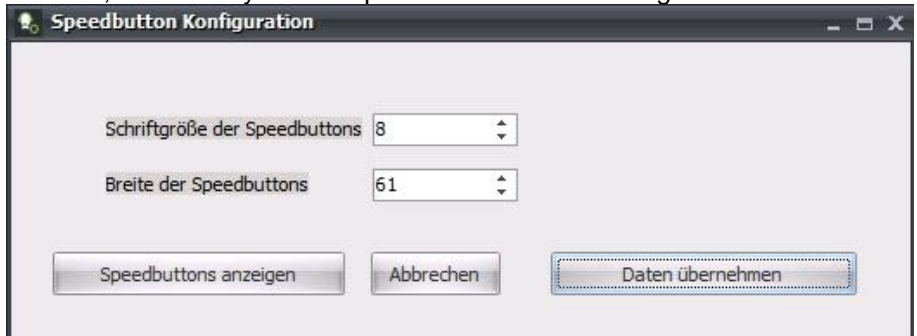 Speedbutton Konfiguration
Schriftgröße der Speedbuttons 8
Breite der Speedbuttons 61
Speedbuttons anzeigen Abbrechen Daten übernehmen